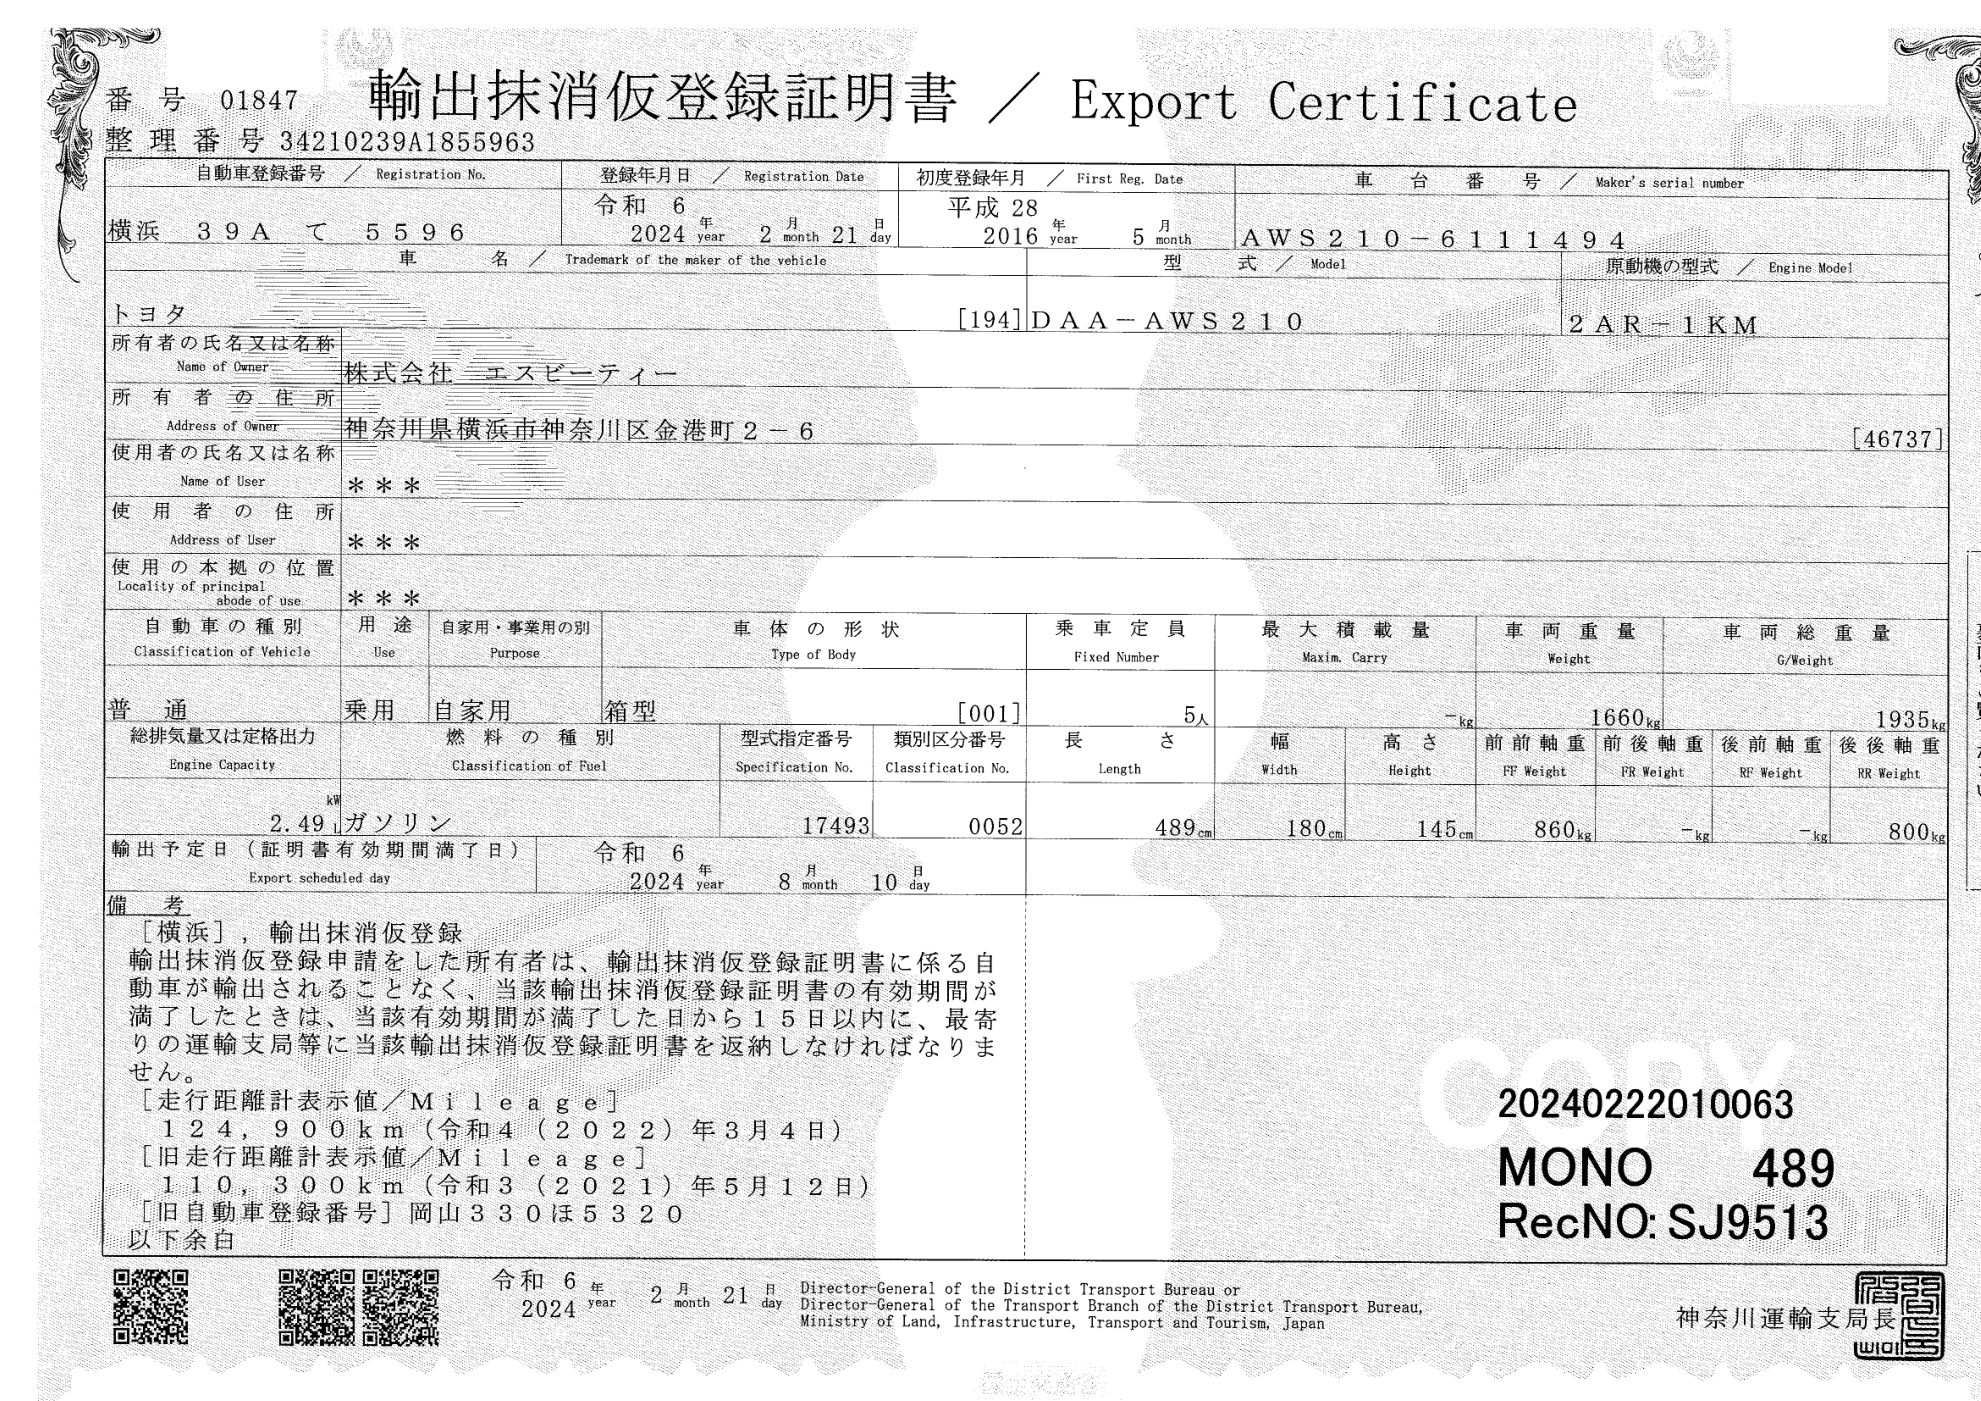 番号 01847
輸出抹消仮登録証明書 ／ Export Certificate
整理番号 34210239A1855963
自動車登録番号 ／ Registration No.
登録年月日 ／ Registration Date
初度登録年月 ／ First Reg. Date
車台番号 ／ Maker's serial number
横浜 39A て 5596
令和 6
2024 年 year 2 月 month 21 日 day
平成 28
2016 年 year 5 月 month
AWS210-6111494
車名 ／ Trademark of the maker of the vehicle
型式 ／ Model
原動機の型式 ／ Engine Model
トヨタ [194]
DAA-AWS210
2AR-1KM
所有者の氏名又は名称
Name of Owner
株式会社 エスビーティー
所有者の住所
Address of Owner
神奈川県横浜市神奈川区金港町2－6 [46737]
使用者の氏名又は名称
Name of User
＊＊＊
使用者の住所
Address of User
＊＊＊
使用の本拠の位置
Locality of principal
abode of use
＊＊＊
自動車の種別 用途 自家用・事業用の別 車体の形状 乗車定員 最大積載量 車両重量 車両総重量
Classification of Vehicle Use Purpose Type of Body Fixed Number Maxim. Carry Weight G/Weight
普通 乗用 自家用 箱型 [001] 5人 －kg 1660kg 1935kg
総排気量又は定格出力 燃料の種別 型式指定番号 類別区分番号 長さ 幅 高さ 前前軸重 前後軸重 後前軸重 後後軸重
Engine Capacity Classification of Fuel Specification No. Classification No. Length Width Height FF Weight FR Weight RF Weight RR Weight
kW
2.49 L ガソリン 17493 0052 489cm 180cm 145cm 860kg －kg －kg 800kg
輸出予定日（証明書有効期間満了日）
Export scheduled day
令和 6
2024 年 year 8 月 month 10 日 day
備考
［横浜］，輸出抹消仮登録
輸出抹消仮登録申請をした所有者は、輸出抹消仮登録証明書に係る自
動車が輸出されることなく、当該輸出抹消仮登録証明書の有効期間が
満了したときは、当該有効期間が満了した日から15日以内に、最寄
りの運輸支局等に当該輸出抹消仮登録証明書を返納しなければなりま
せん。
［走行距離計表示値／Mileage］
124，900km（令和4（2022）年3月4日）
［旧走行距離計表示値／Mileage］
110，300km（令和3（2021）年5月12日）
［旧自動車登録番号］岡山330ほ5320
以下余白
COPY
20240222010063
MONO 489
RecNO: SJ9513
令和 6 年 2 月 21 日
2024 year month day
Director-General of the District Transport Bureau or
Director-General of the Transport Branch of the District Transport Bureau,
Ministry of Land, Infrastructure, Transport and Tourism, Japan
神奈川運輸支局長